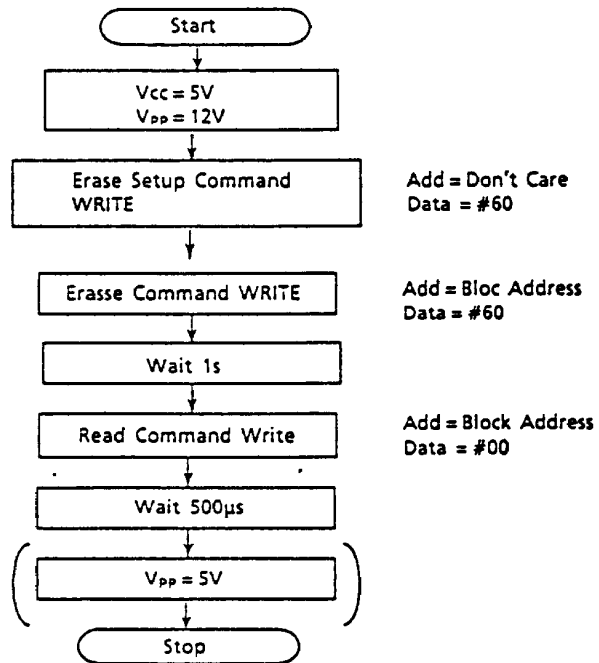 Start
Vcc = 5V
Vpp = 12V
Erase Setup Command
WRITE
Add = Don't Care
Data = #60
Erasse Command WRITE
Add = Bloc Address
Data = #60
Wait 1s
Read Command Write
Add = Block Address
Data = #00
Wait 500µs
Vpp = 5V
Stop